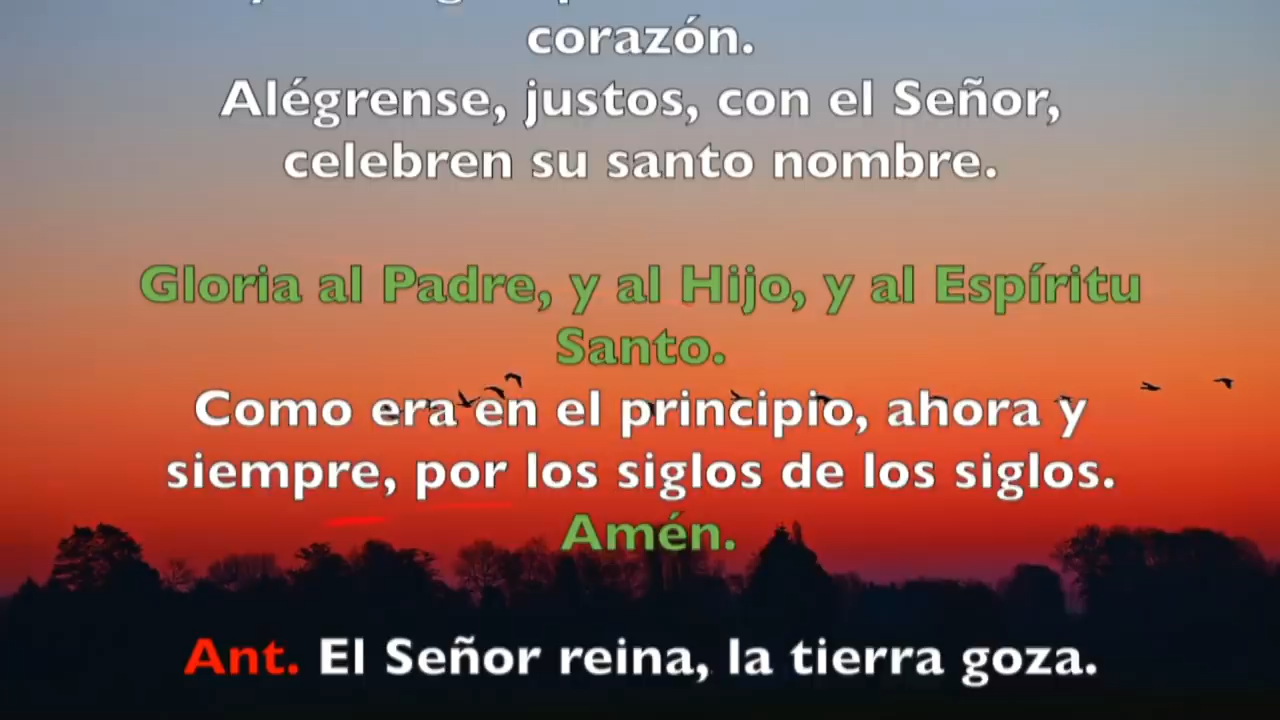 corazón.
Alégrense, justos, con el Señor,
celebren su santo nombre.
Gloria al Padre, y al Hijo, y al Espíritu
Santo.
Como era en el principio, ahora y
siempre, por los siglos de los siglos.
Amén.
Ant. El Señor reina, la tierra goza.